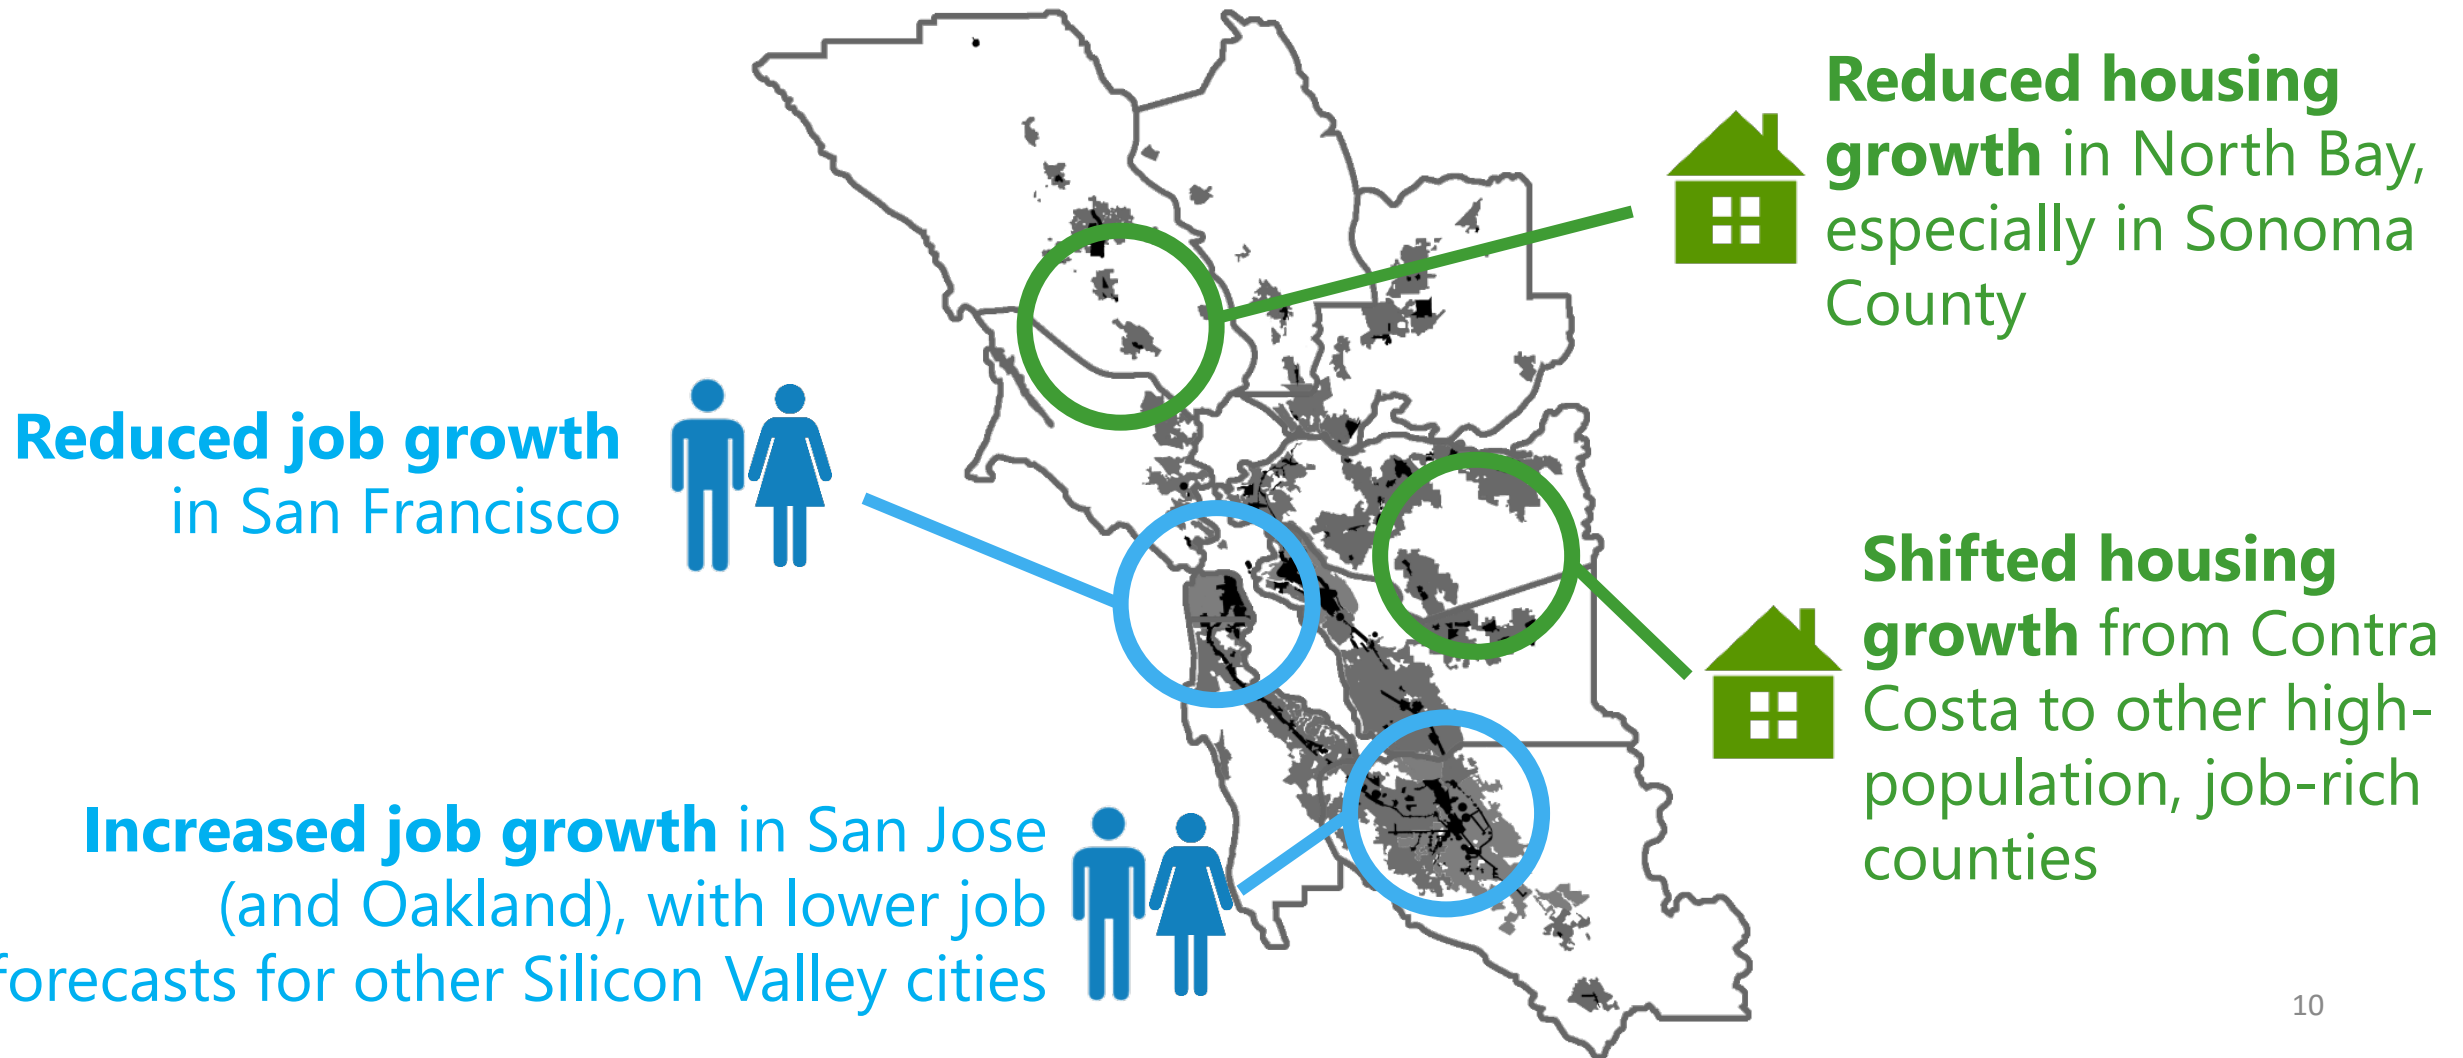 Reduced housing
growth in North Bay,
especially in Sonoma
County
Reduced job growth
in San Francisco
Shifted housing
growth from Contra
Costa to other high-
population, job-rich
counties
Increased job growth in San Jose
(and Oakland), with lower job
forecasts for other Silicon Valley cities
10